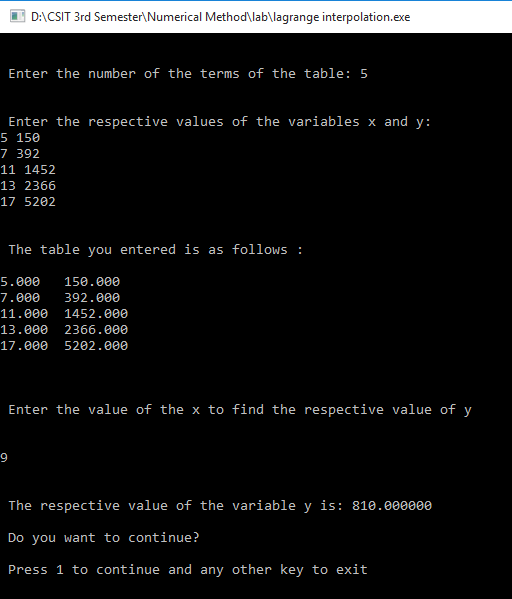 D:\CSIT 3rd Semester\Numerical Method\lab\lagrange interpolation.exe
Enter the number of the terms of the table: 5
Enter the respective values of the variables x and y:
5 150
7 392
11 1452
13 2366
17 5202
The table you entered is as follows :
5.000 150.000
7.000 392.000
11.000 1452.000
13.000 2366.000
17.000 5202.000
Enter the value of the x to find the respective value of y
9
The respective value of the variable y is: 810.000000
Do you want to continue?
Press 1 to continue and any other key to exit